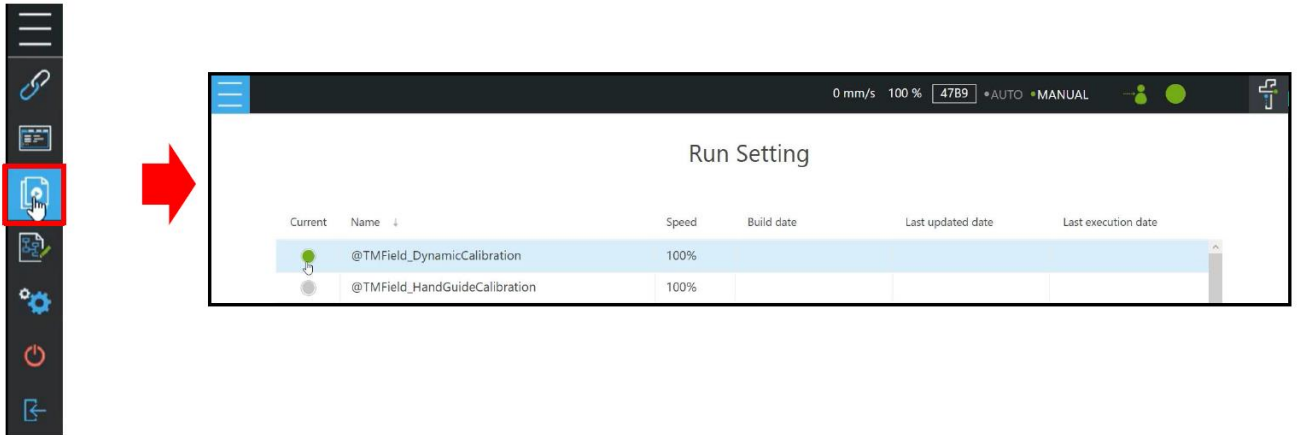 0 mm/s 100 % 47B9 AUTO MANUAL
Run Setting
Current Name ↓ Speed Build date Last updated date Last execution date
@TMField_DynamicCalibration 100%
@TMField_HandGuideCalibration 100%